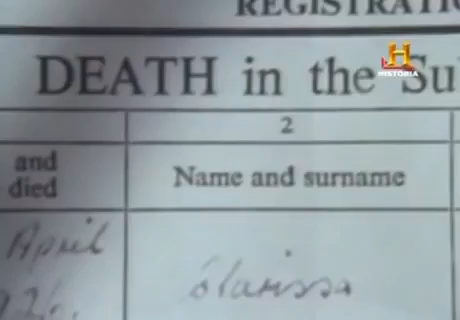 REGISTRATIO
DEATH in the Su
H
HISTORIA
2
and
died
Name and surname
April
Clarissa